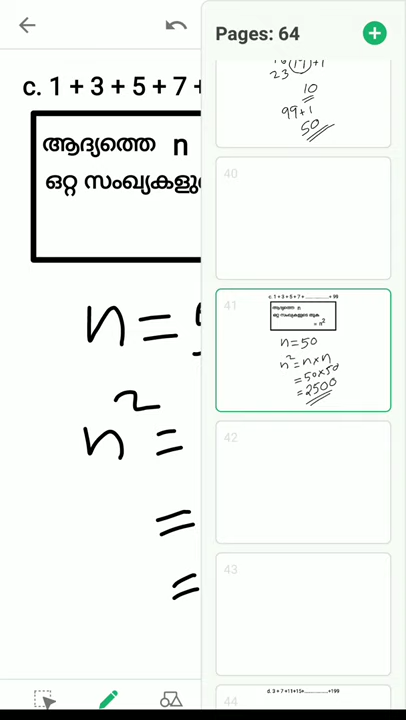 Pages: 64
c. 1 + 3 + 5 + 7 +
ആദ്യത്തെ n
ഒറ്റ സംഖ്യകളു
n =
n² =
=
=
10
99+1
50
40
41
c. 1 + 3 + 5 + 7 + ................+ 99
ആദ്യത്തെ n
ഒറ്റ സംഖ്യകളുടെ തുക
= n²
n = 50
n² = n x n
= 50 x 50
= 2500
42
43
44
d. 3 + 7 +11+15+................+199